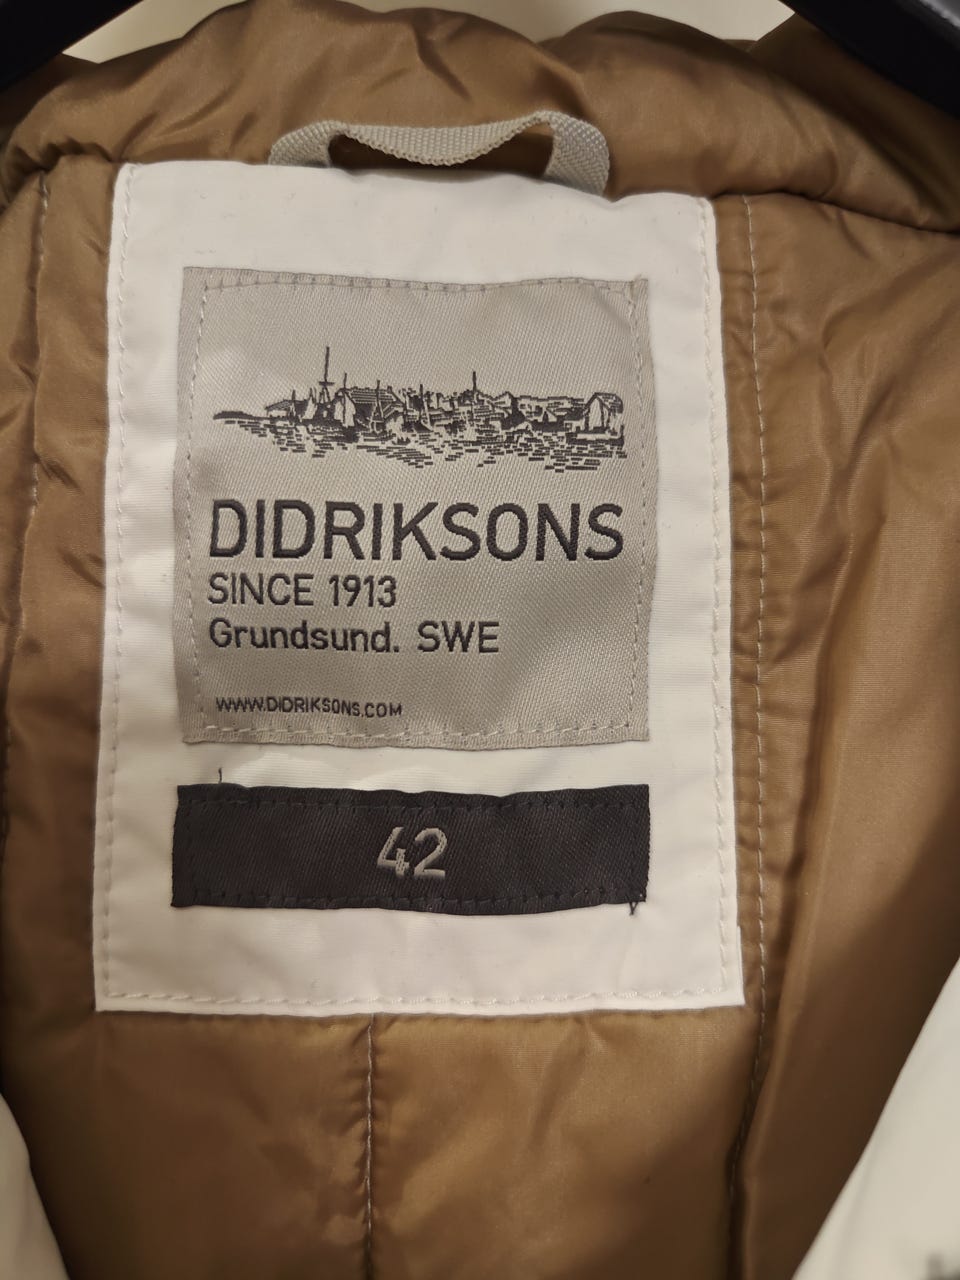 DIDRIKSONS
SINCE 1913
Grundsund. SWE
WWW.DIDRIKSONS.COM
42